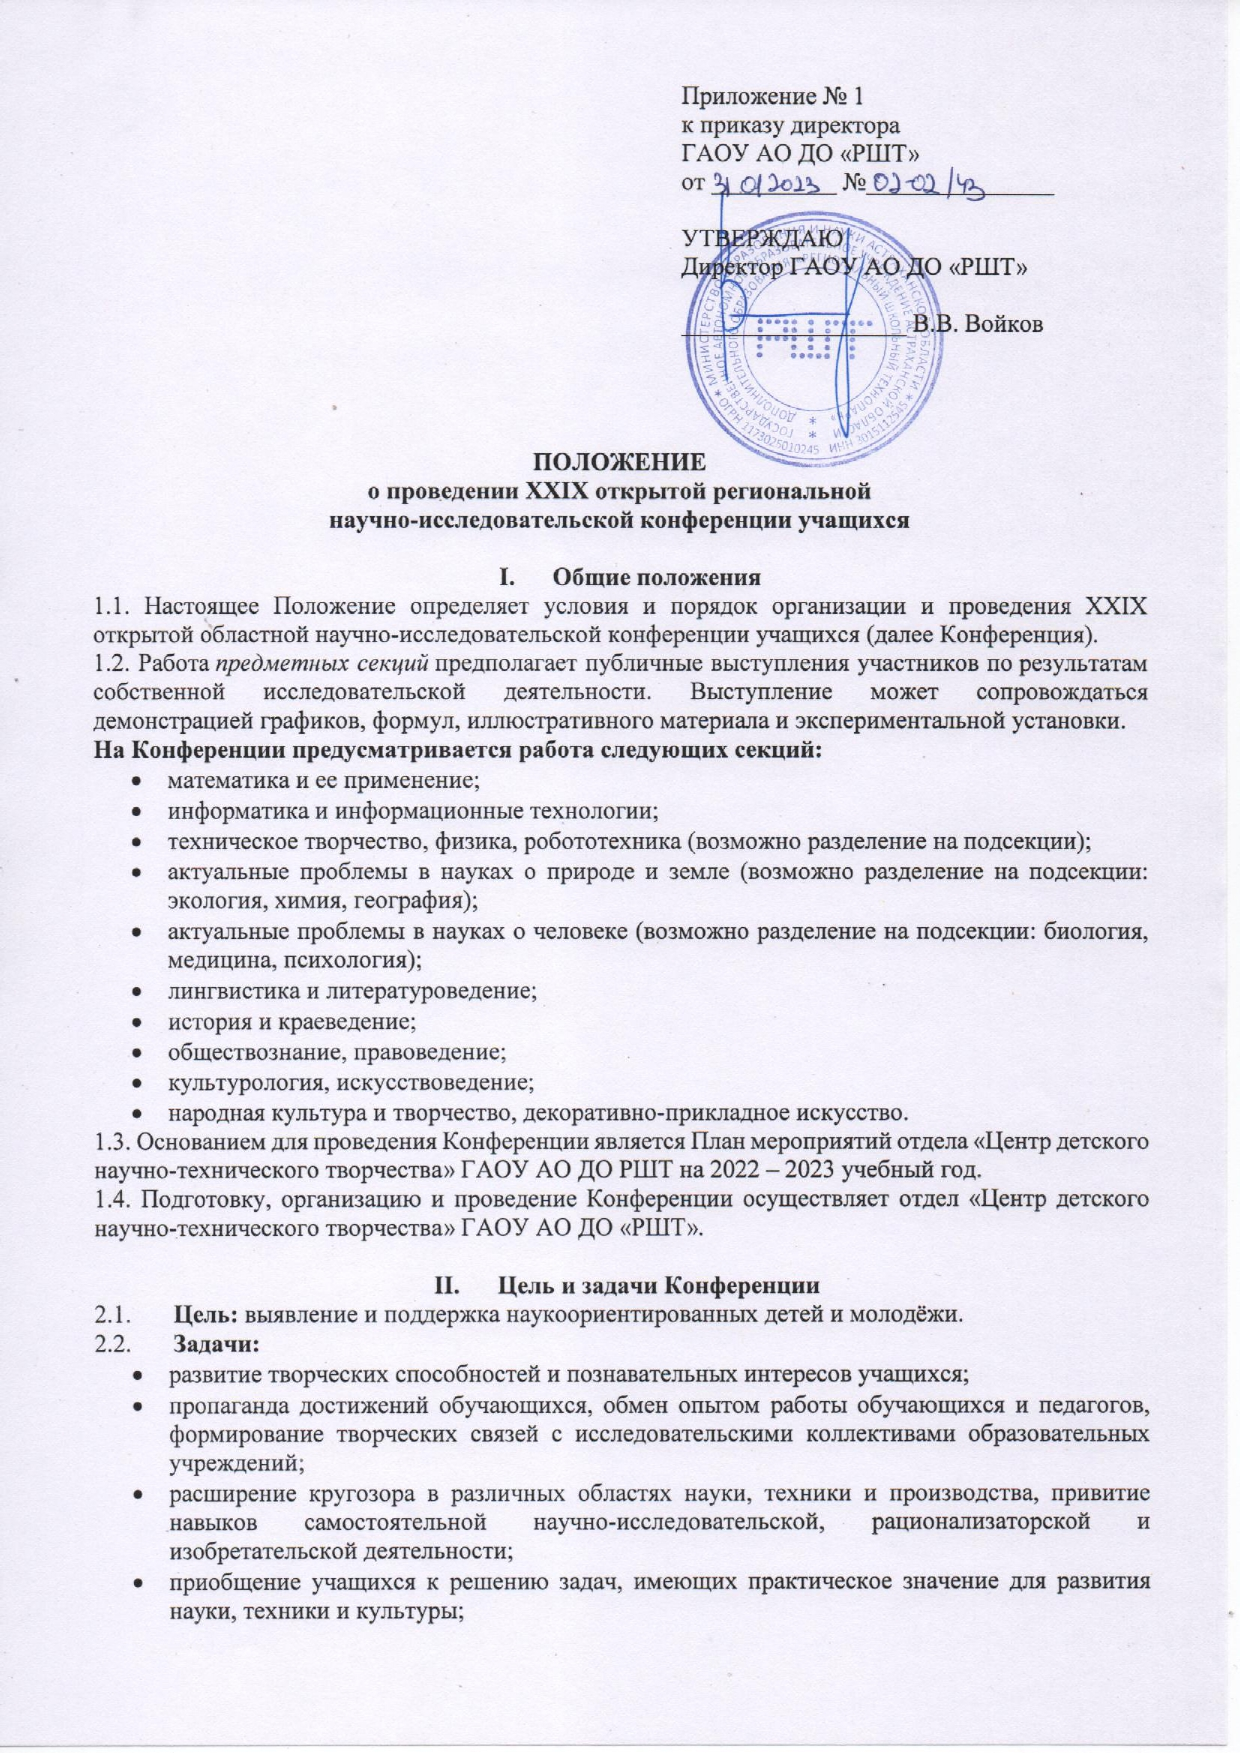 Приложение № 1
к приказу директора
ГАОУ АО ДО «РШТ»
от 31 01 2023 № 02-02/43
УТВЕРЖДАЮ
Директор ГАОУ АО ДО «РШТ»
В.В. Войков
МИНИСТЕРСТВО ОБРАЗОВАНИЯ И НАУКИ АСТРАХАНСКОЙ ОБЛАСТИ
ОГРН 1173025010245 ИНН 3015112545
РШТ
ПОЛОЖЕНИЕ
о проведении XXIX открытой региональной
научно-исследовательской конференции учащихся
I. Общие положения
1.1. Настоящее Положение определяет условия и порядок организации и проведения XXIX
открытой областной научно-исследовательской конференции учащихся (далее Конференция).
1.2. Работа предметных секций предполагает публичные выступления участников по результатам
собственной исследовательской деятельности. Выступление может сопровождаться
демонстрацией графиков, формул, иллюстративного материала и экспериментальной установки.
На Конференции предусматривается работа следующих секций:
• математика и ее применение;
• информатика и информационные технологии;
• техническое творчество, физика, робототехника (возможно разделение на подсекции);
• актуальные проблемы в науках о природе и земле (возможно разделение на подсекции:
экология, химия, география);
• актуальные проблемы в науках о человеке (возможно разделение на подсекции: биология,
медицина, психология);
• лингвистика и литературоведение;
• история и краеведение;
• обществознание, правоведение;
• культурология, искусствоведение;
• народная культура и творчество, декоративно-прикладное искусство.
1.3. Основанием для проведения Конференции является План мероприятий отдела «Центр детского
научно-технического творчества» ГАОУ АО ДО РШТ на 2022 – 2023 учебный год.
1.4. Подготовку, организацию и проведение Конференции осуществляет отдел «Центр детского
научно-технического творчества» ГАОУ АО ДО «РШТ».
II. Цель и задачи Конференции
2.1. Цель: выявление и поддержка наукоориентированных детей и молодёжи.
2.2. Задачи:
• развитие творческих способностей и познавательных интересов учащихся;
• пропаганда достижений обучающихся, обмен опытом работы обучающихся и педагогов,
формирование творческих связей с исследовательскими коллективами образовательных
учреждений;
• расширение кругозора в различных областях науки, техники и производства, привитие
навыков самостоятельной научно-исследовательской, рационализаторской и
изобретательской деятельности;
• приобщение учащихся к решению задач, имеющих практическое значение для развития
науки, техники и культуры;